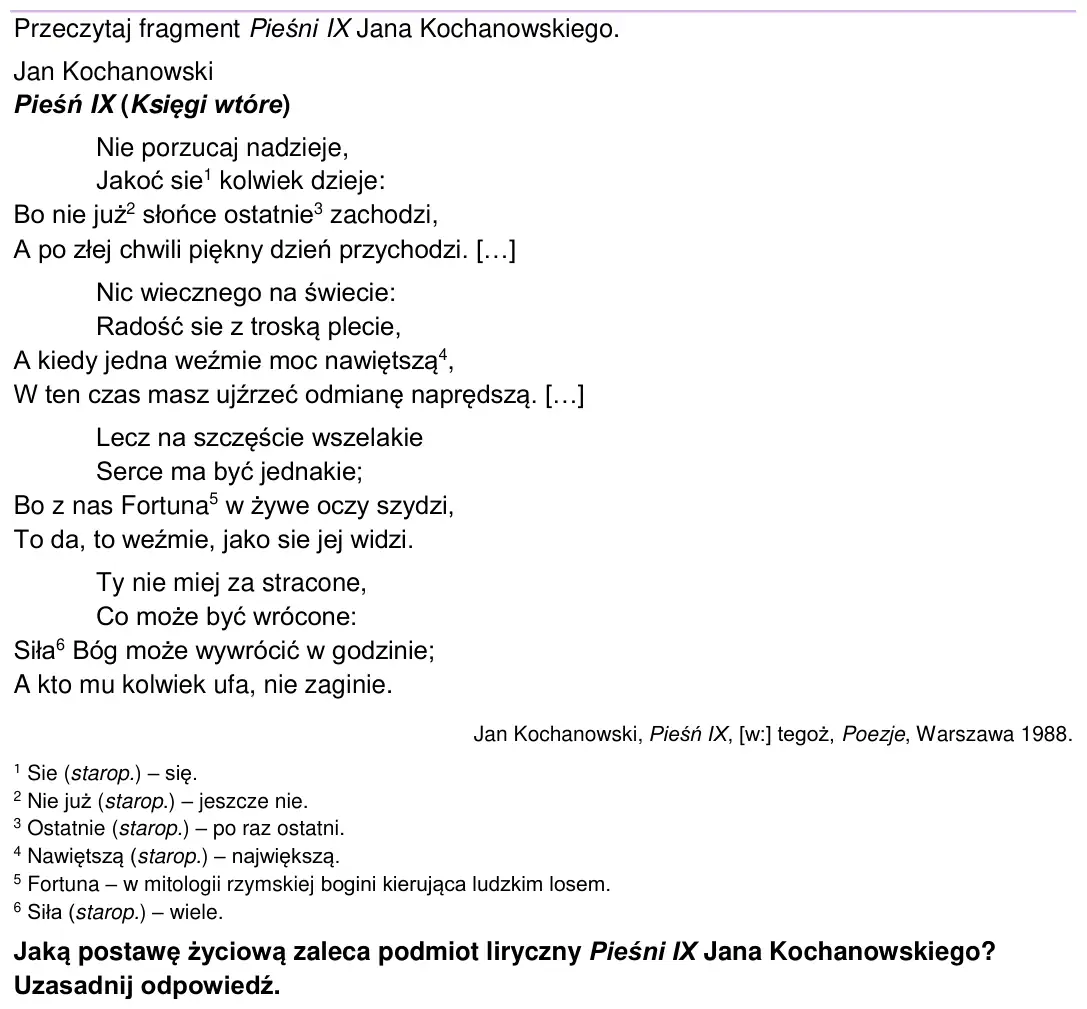 Przeczytaj fragment Pieśni IX Jana Kochanowskiego.
Jan Kochanowski
Pieśń IX (Księgi wtóre)
Nie porzucaj nadzieje,
Jakoć sie¹ kolwiek dzieje:
Bo nie już² słońce ostatnie³ zachodzi,
A po złej chwili piękny dzień przychodzi. […]
Nic wiecznego na świecie:
Radość sie z troską plecie,
A kiedy jedna weźmie moc nawiętszą⁴,
W ten czas masz ujźrzeć odmianę naprędszą. […]
Lecz na szczęście wszelakie
Serce ma być jednakie;
Bo z nas Fortuna⁵ w żywe oczy szydzi,
To da, to weźmie, jako sie jej widzi.
Ty nie miej za stracone,
Co może być wrócone:
Siła⁶ Bóg może wywrócić w godzinie;
A kto mu kolwiek ufa, nie zaginie.
Jan Kochanowski, Pieśń IX, [w:] tegoż, Poezje, Warszawa 1988.
¹ Sie (starop.) – się.
² Nie już (starop.) – jeszcze nie.
³ Ostatnie (starop.) – po raz ostatni.
⁴ Nawiętszą (starop.) – największą.
⁵ Fortuna – w mitologii rzymskiej bogini kierująca ludzkim losem.
⁶ Siła (starop.) – wiele.
Jaką postawę życiową zaleca podmiot liryczny Pieśni IX Jana Kochanowskiego?
Uzasadnij odpowiedź.